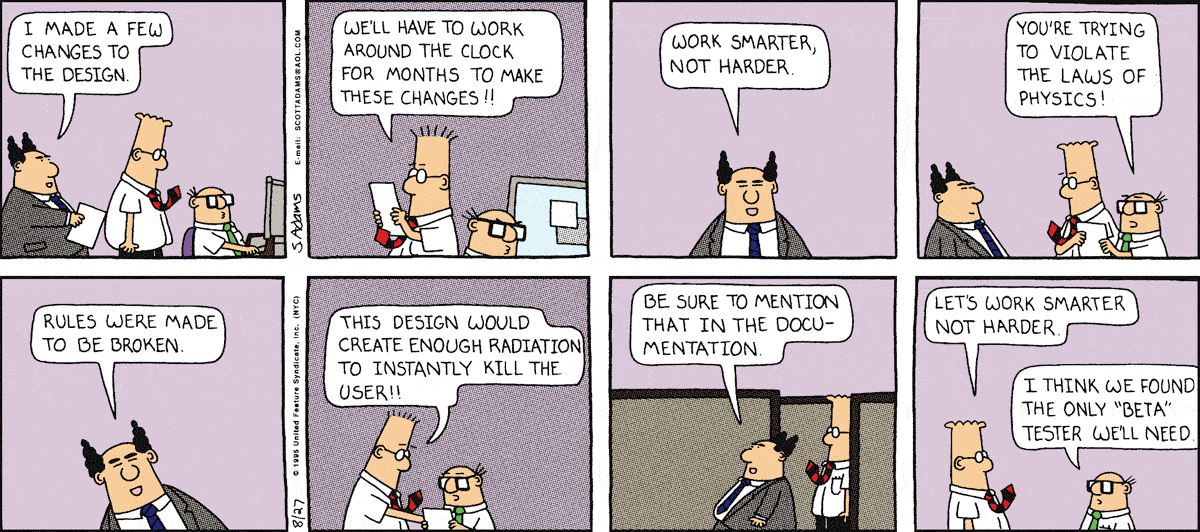 I MADE A FEW
CHANGES TO
THE DESIGN.
S.Adams
E-mail: SCOTTADAMS@AOL.COM
WE'LL HAVE TO WORK
AROUND THE CLOCK
FOR MONTHS TO MAKE
THESE CHANGES!!
WORK SMARTER,
NOT HARDER.
YOU'RE TRYING
TO VIOLATE
THE LAWS OF
PHYSICS!
RULES WERE MADE
TO BE BROKEN.
8/27
© 1995 United Feature Syndicate, Inc. (NYC)
THIS DESIGN WOULD
CREATE ENOUGH RADIATION
TO INSTANTLY KILL THE
USER!!
BE SURE TO MENTION
THAT IN THE DOCU-
MENTATION.
LET'S WORK SMARTER
NOT HARDER.
I THINK WE FOUND
THE ONLY "BETA"
TESTER WE'LL NEED.